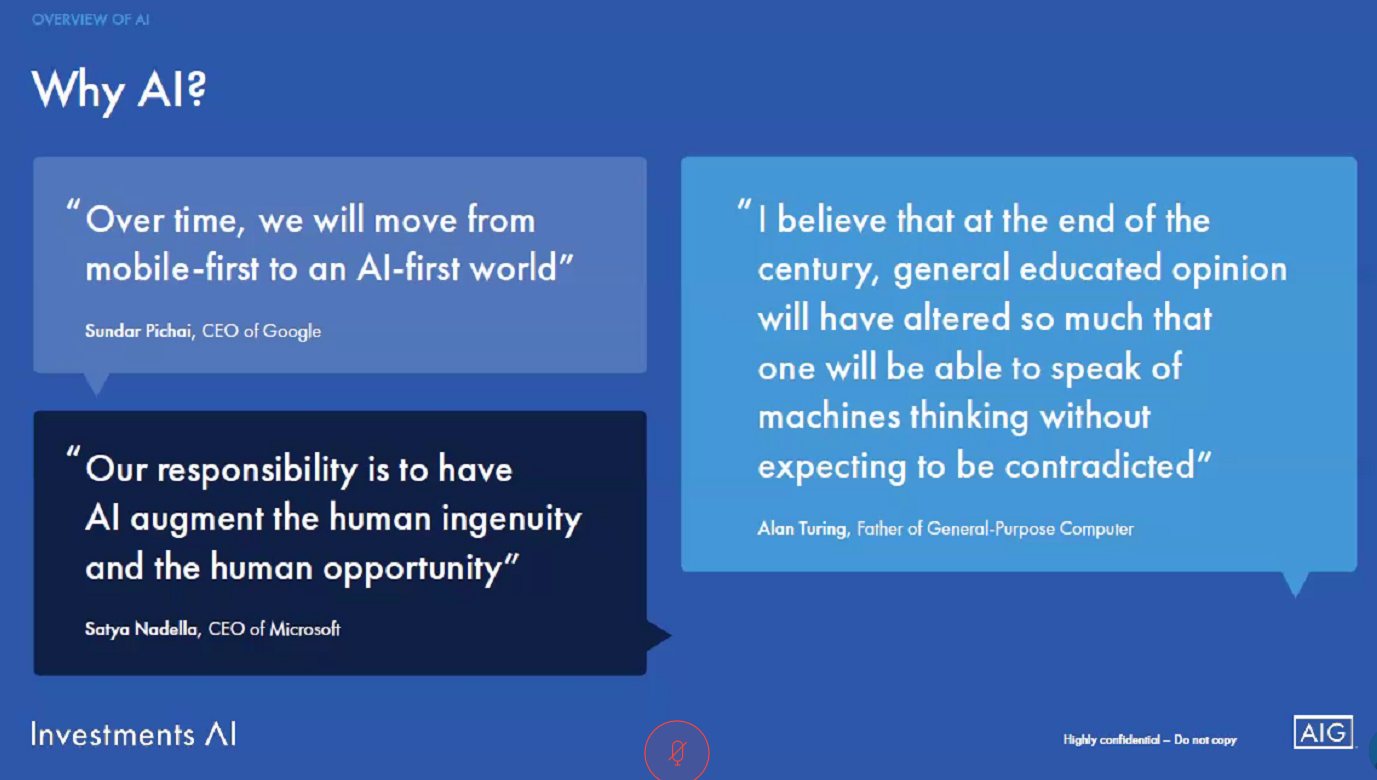 OVERVIEW OF AI
Why AI?
“Over time, we will move from
mobile-first to an AI-first world”
Sundar Pichai, CEO of Google
“Our responsibility is to have
AI augment the human ingenuity
and the human opportunity”
Satya Nadella, CEO of Microsoft
“I believe that at the end of the
century, general educated opinion
will have altered so much that
one will be able to speak of
machines thinking without
expecting to be contradicted”
Alan Turing, Father of General-Purpose Computer
Investments AI
Highly confidential – Do not copy
AIG